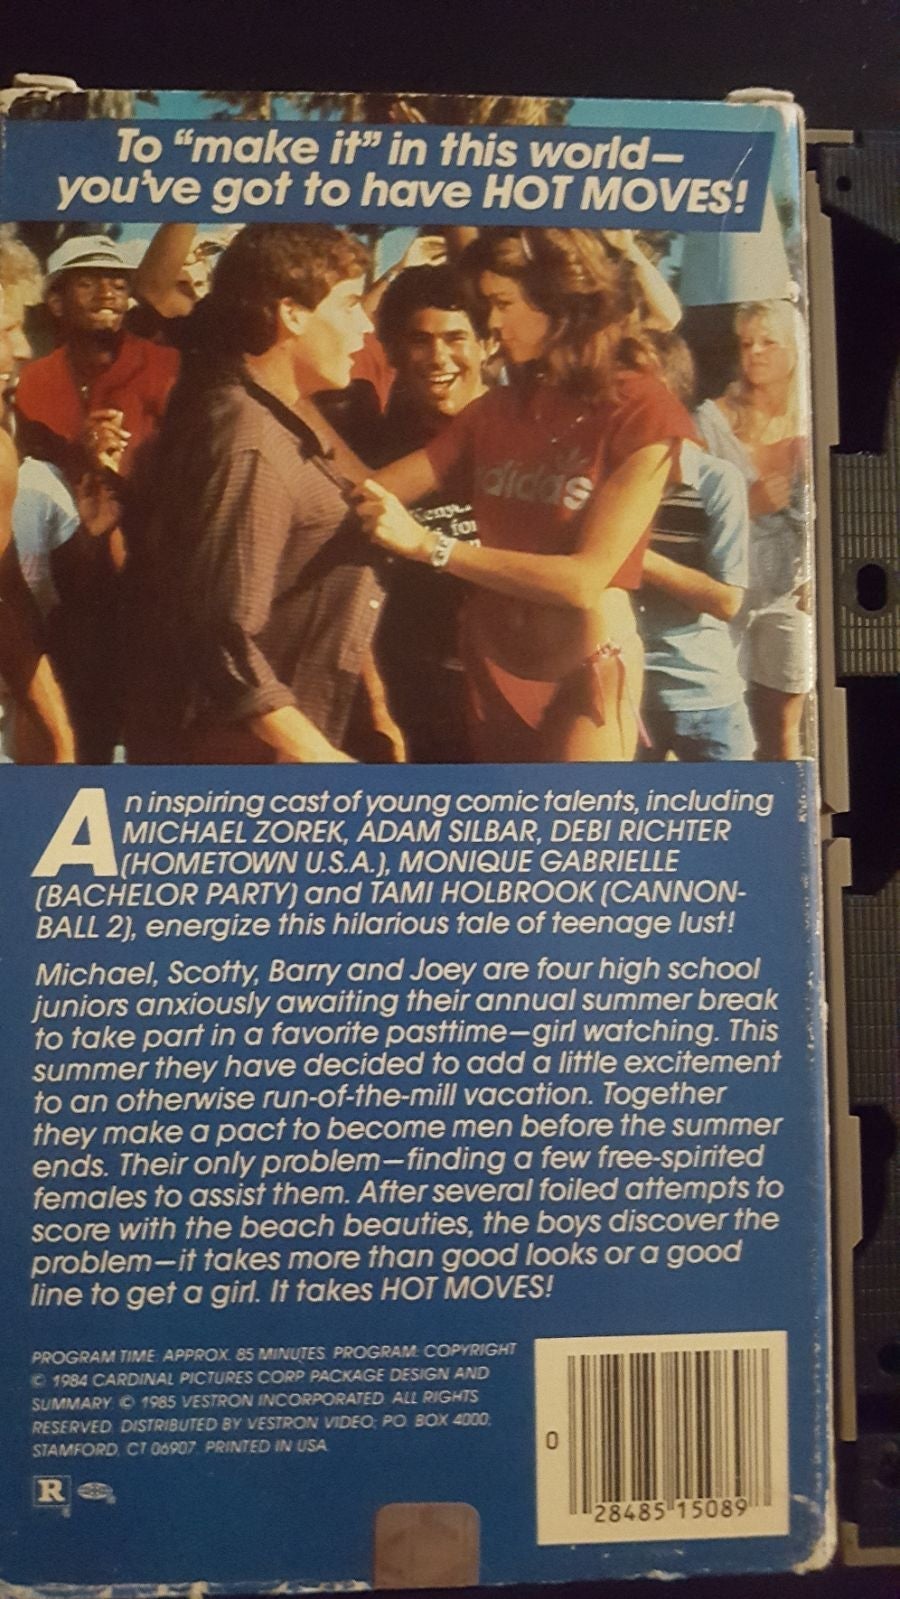 To "make it" in this world—
you've got to have HOT MOVES!
adidas
An inspiring cast of young comic talents, including
MICHAEL ZOREK, ADAM SILBAR, DEBI RICHTER
(HOMETOWN U.S.A.), MONIQUE GABRIELLE
(BACHELOR PARTY) and TAMI HOLBROOK (CANNON-
BALL 2), energize this hilarious tale of teenage lust!
Michael, Scotty, Barry and Joey are four high school
juniors anxiously awaiting their annual summer break
to take part in a favorite pasttime—girl watching. This
summer they have decided to add a little excitement
to an otherwise run-of-the-mill vacation. Together
they make a pact to become men before the summer
ends. Their only problem—finding a few free-spirited
females to assist them. After several foiled attempts to
score with the beach beauties, the boys discover the
problem—it takes more than good looks or a good
line to get a girl. It takes HOT MOVES!
PROGRAM TIME: APPROX. 85 MINUTES. PROGRAM: COPYRIGHT
© 1984 CARDINAL PICTURES CORP. PACKAGE DESIGN AND
SUMMARY: © 1985 VESTRON INCORPORATED. ALL RIGHTS
RESERVED. DISTRIBUTED BY VESTRON VIDEO; P.O. BOX 4000,
STAMFORD, CT 06907. PRINTED IN USA
R
0
28485 15089